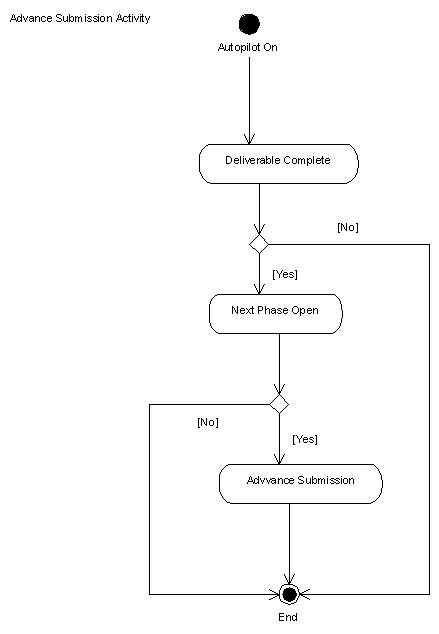 Advance Submission Activity
Autopilot On
Deliverable Complete
[No]
[Yes]
Next Phase Open
[No]
[Yes]
Advvance Submission
End